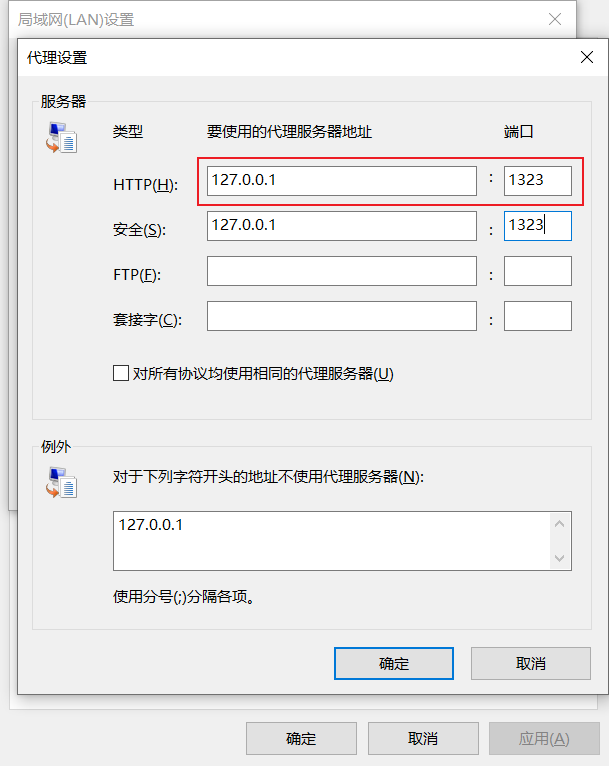 局域网(LAN)设置
代理设置
服务器
类型 要使用的代理服务器地址 端口
HTTP(H): 127.0.0.1 : 1323
安全(S): 127.0.0.1 : 1323
FTP(F): :
套接字(C): :
对所有协议均使用相同的代理服务器(U)
例外
对于下列字符开头的地址不使用代理服务器(N):
127.0.0.1
使用分号(;)分隔各项。
确定 取消
确定 取消 应用(A)